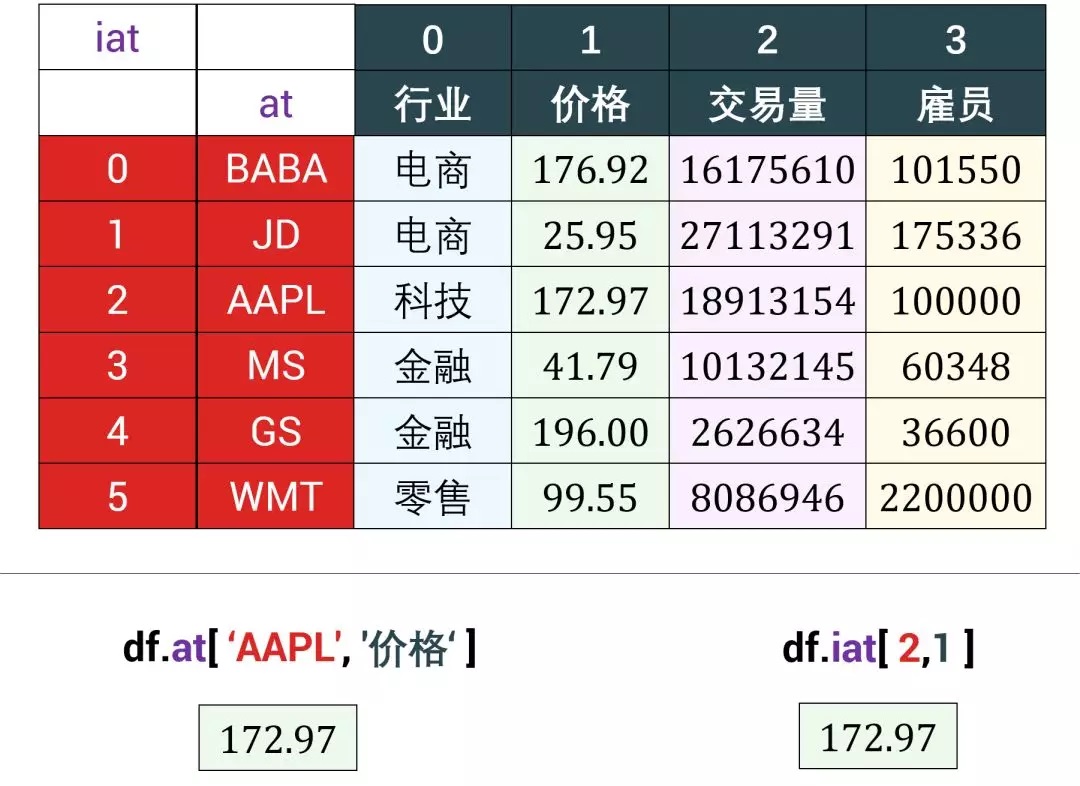 iat 0 1 2 3
at 行业 价格 交易量 雇员
0 BABA 电商 176.92 16175610 101550
1 JD 电商 25.95 27113291 175336
2 AAPL 科技 172.97 18913154 100000
3 MS 金融 41.79 10132145 60348
4 GS 金融 196.00 2626634 36600
5 WMT 零售 99.55 8086946 2200000
df.at[ ‘AAPL’, ’价格‘ ] df.iat[ 2,1 ]
172.97 172.97